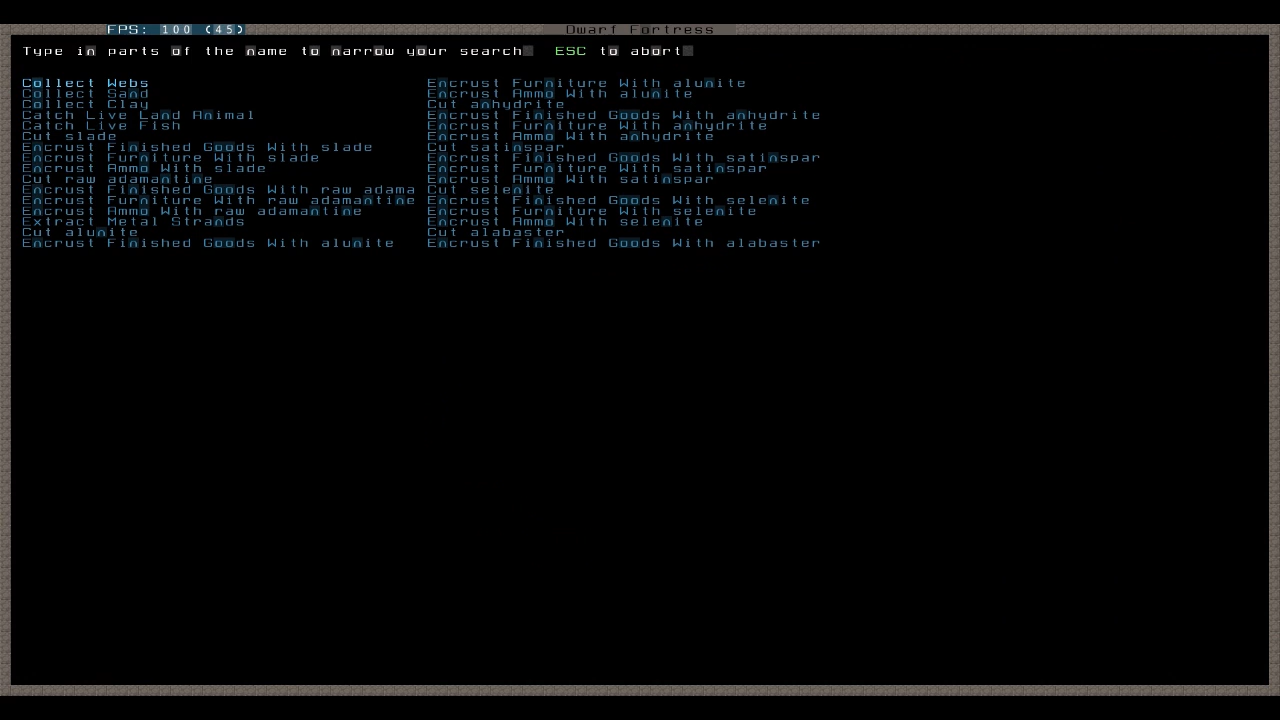 FPS: 100 (45)
Dwarf Fortress
Type in parts of the name to narrow your search. ESC to abort.
Collect Webs
Collect Sand
Collect Clay
Catch Live Land Animal
Catch Live Fish
Cut slade
Encrust Finished Goods With slade
Encrust Furniture With slade
Encrust Ammo With slade
Cut raw adamantine
Encrust Finished Goods With raw adama
Encrust Furniture With raw adamantine
Encrust Ammo With raw adamantine
Extract Metal Strands
Cut alunite
Encrust Finished Goods With alunite
Encrust Furniture With alunite
Encrust Ammo With alunite
Cut anhydrite
Encrust Finished Goods With anhydrite
Encrust Furniture With anhydrite
Encrust Ammo With anhydrite
Cut satinspar
Encrust Finished Goods With satinspar
Encrust Furniture With satinspar
Encrust Ammo With satinspar
Cut selenite
Encrust Finished Goods With selenite
Encrust Furniture With selenite
Encrust Ammo With selenite
Cut alabaster
Encrust Finished Goods With alabaster